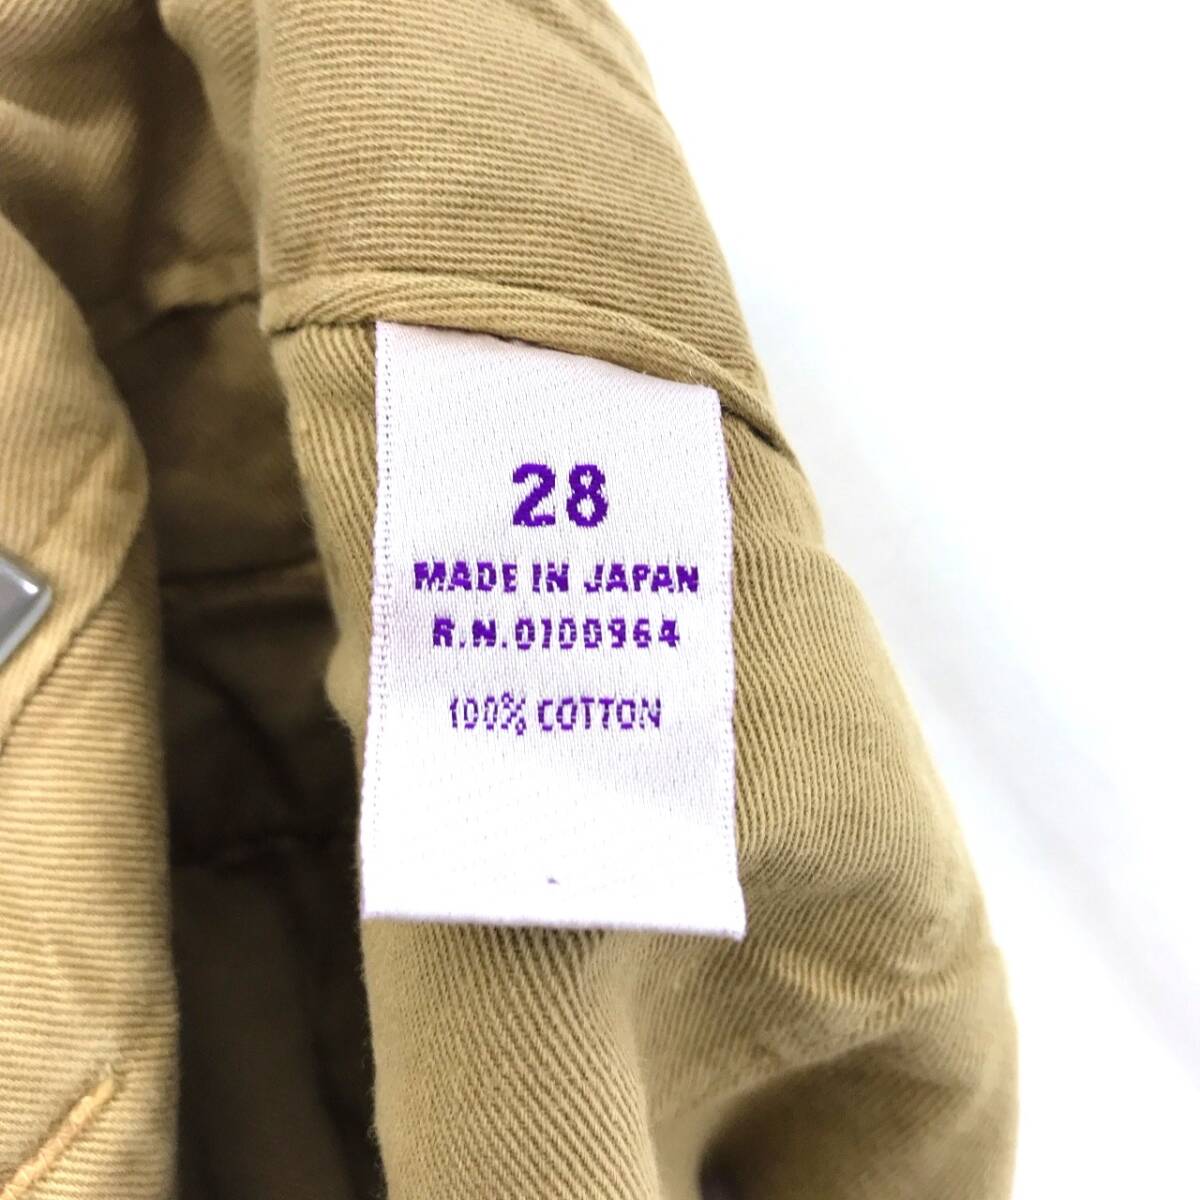 28
MADE IN JAPAN
R.N.0100964
100% COTTON